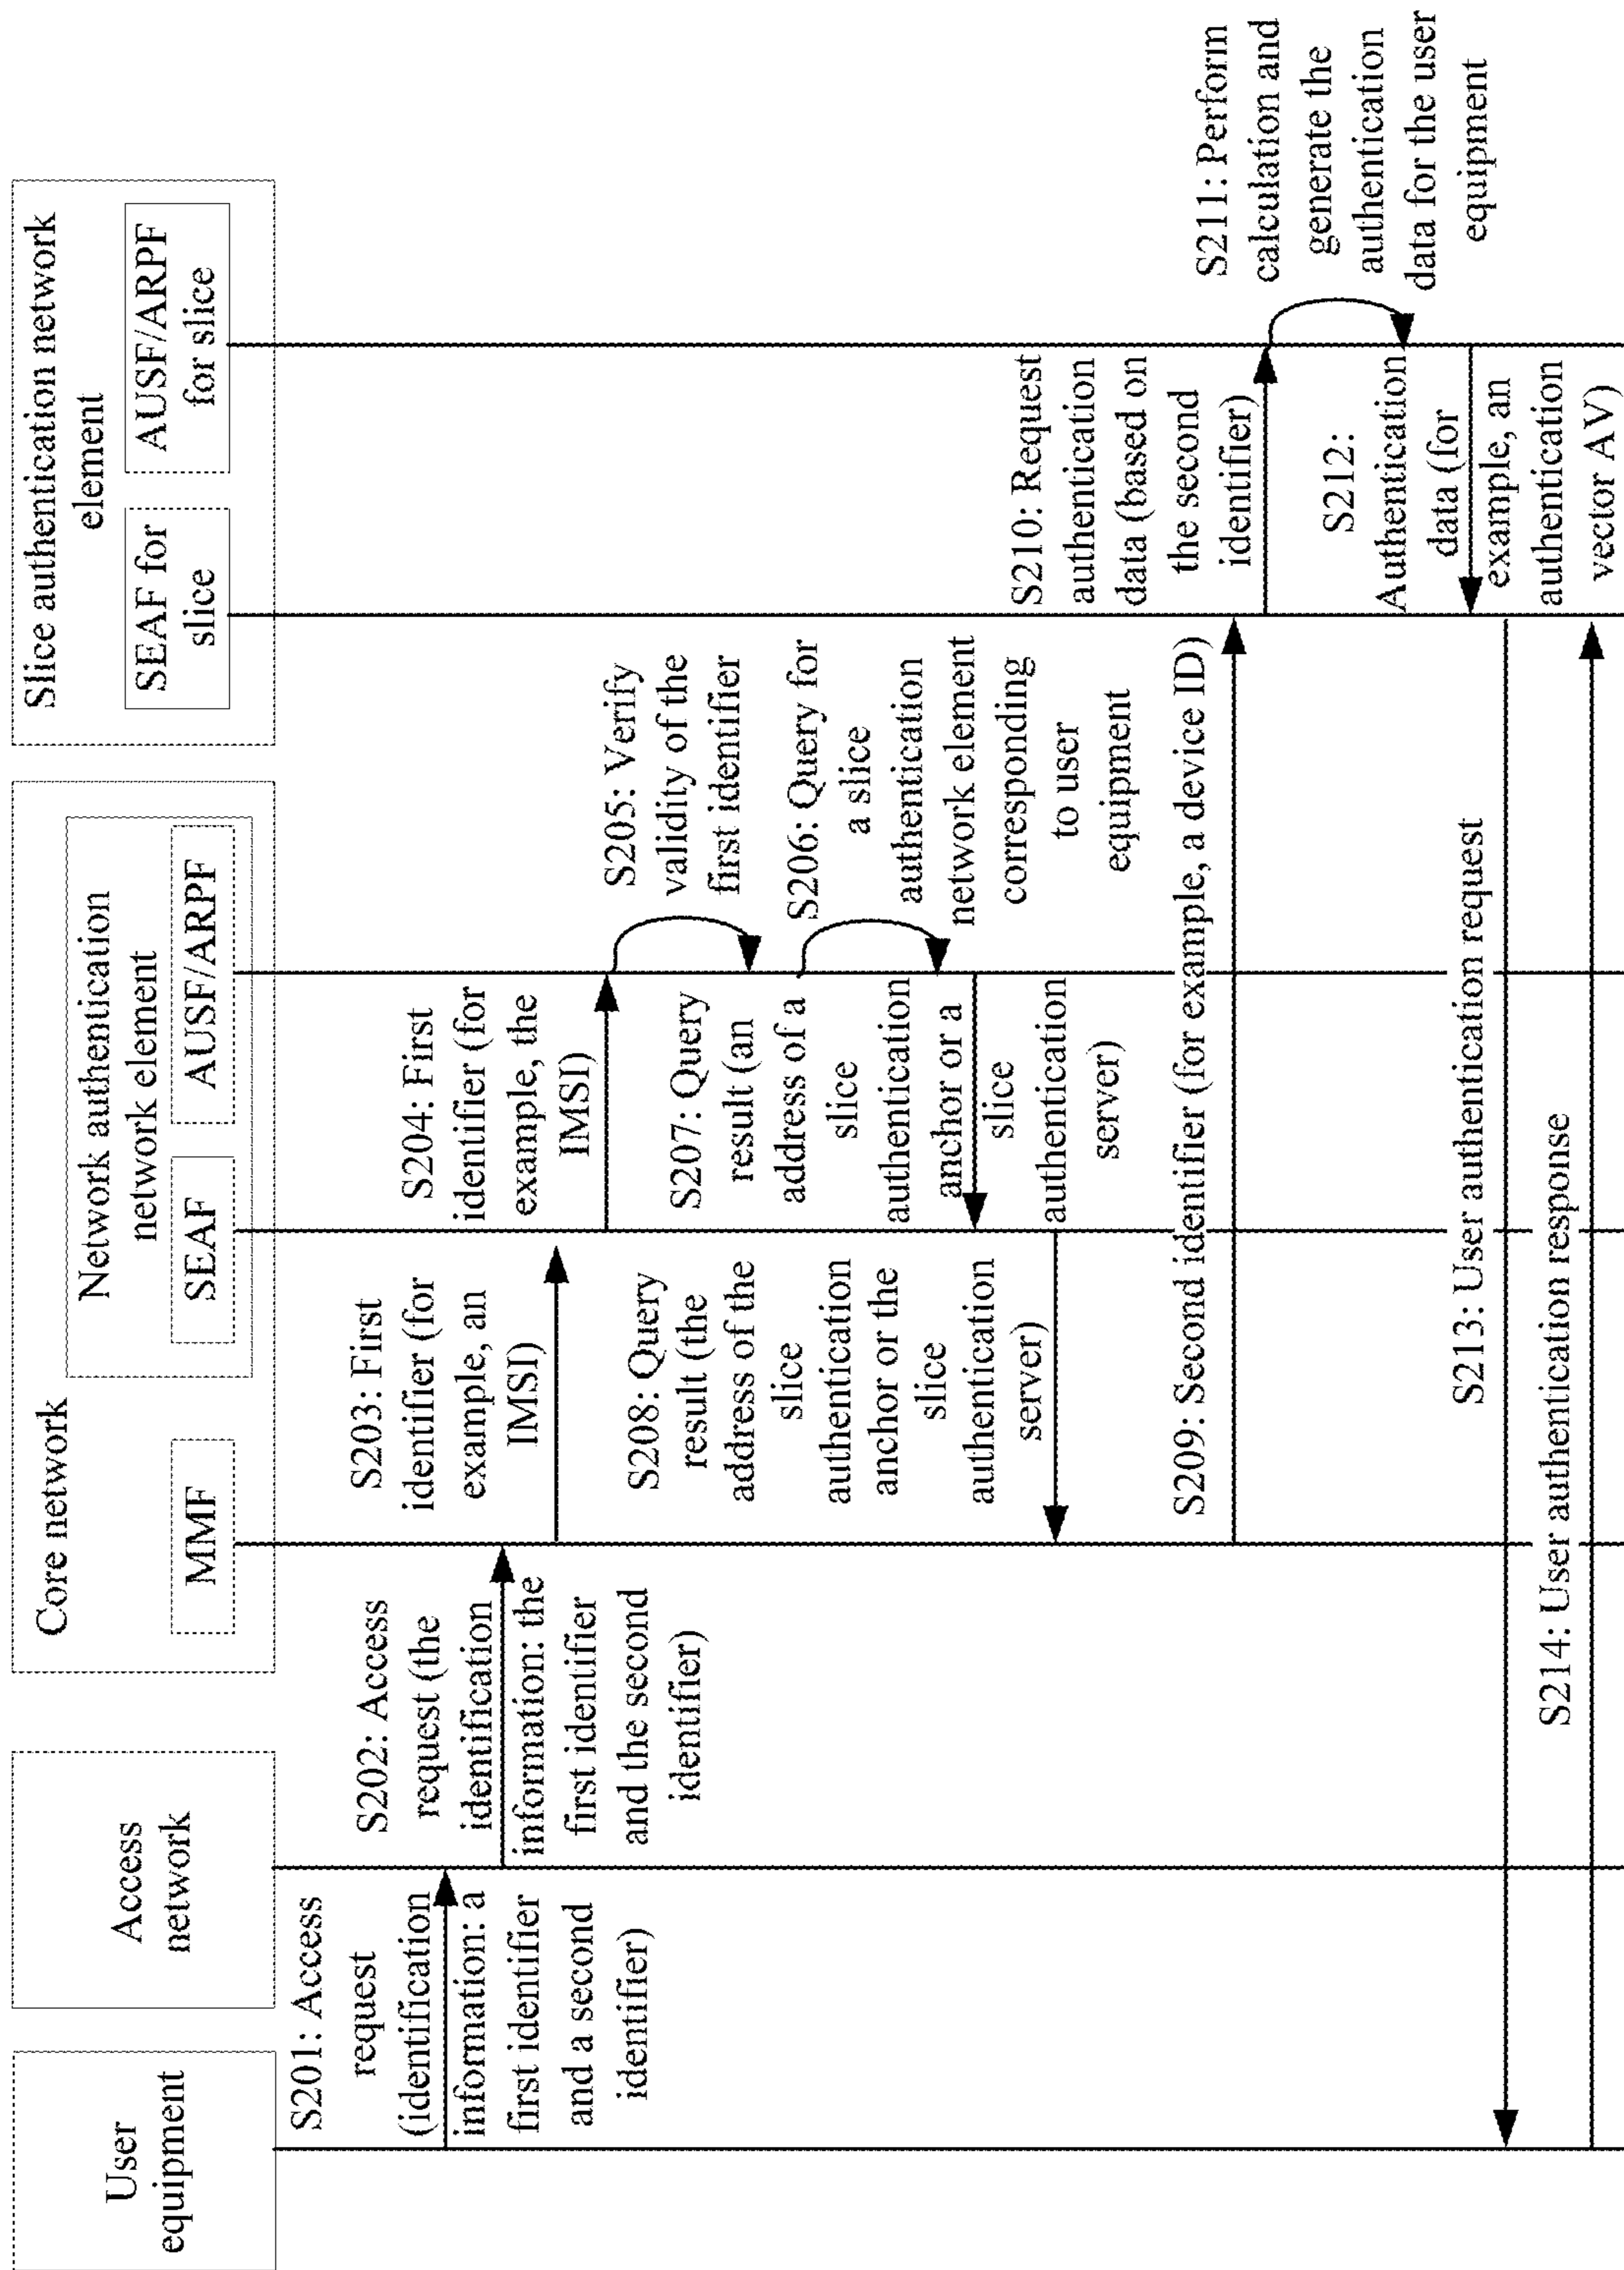 User
equipment
Access
network
Core network
MMF
Network authentication
network element
SEAF
AUSF/ARPF
Slice authentication network
element
SEAF for
slice
AUSF/ARPF
for slice
S201: Access
request
(identification
information: a
first identifier
and a second
identifier)
S202: Access
request (the
identification
information: the
first identifier
and the second
identifier)
S203: First
identifier (for
example, an
IMSI)
S204: First
identifier (for
example, the
IMSI)
S205: Verify
validity of the
first identifier
S206: Query for
a slice
authentication
network element
corresponding
to user
equipment
S207: Query
result (an
address of a
slice
authentication
anchor or a
slice
authentication
server)
S208: Query
result (the
address of the
slice
authentication
anchor or the
slice
authentication
server)
S209: Second identifier (for example, a device ID)
S210: Request
authentication
data (based on
the second
identifier)
S211: Perform
calculation and
generate the
authentication
data for the user
equipment
S212:
Authentication
data (for
example, an
authentication
vector AV)
S213: User authentication request
S214: User authentication response